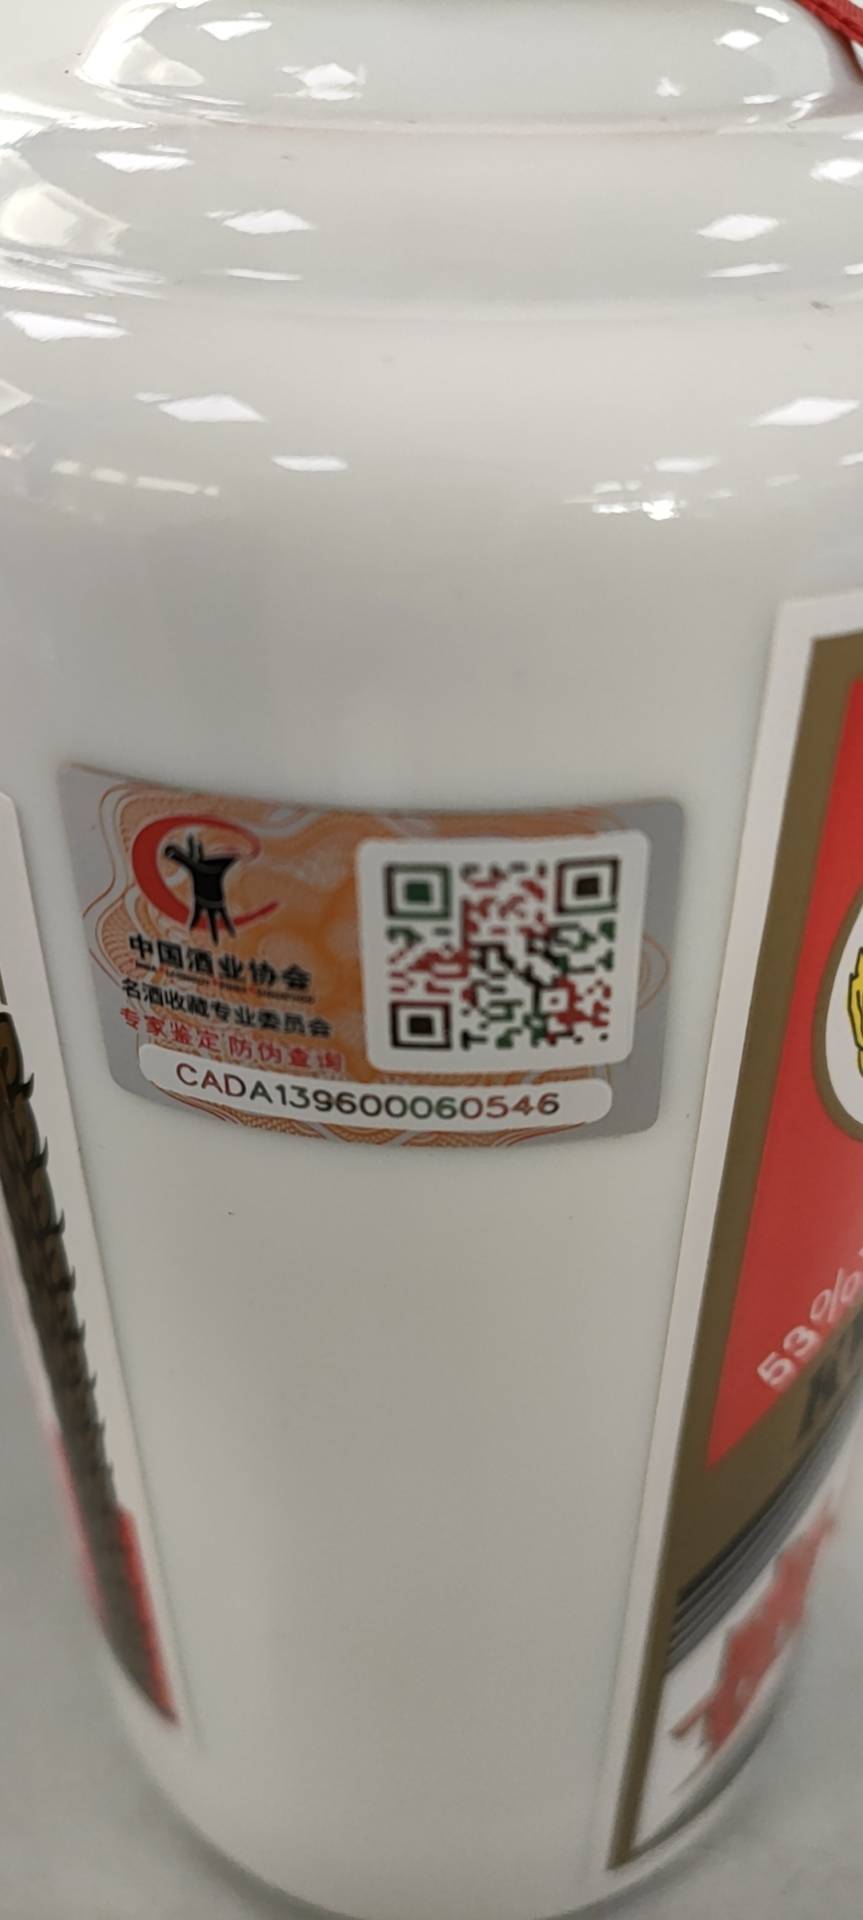 中国酒业协会
名酒收藏专业委员会
专家鉴定 防伪查询
CADA139600060546
53%